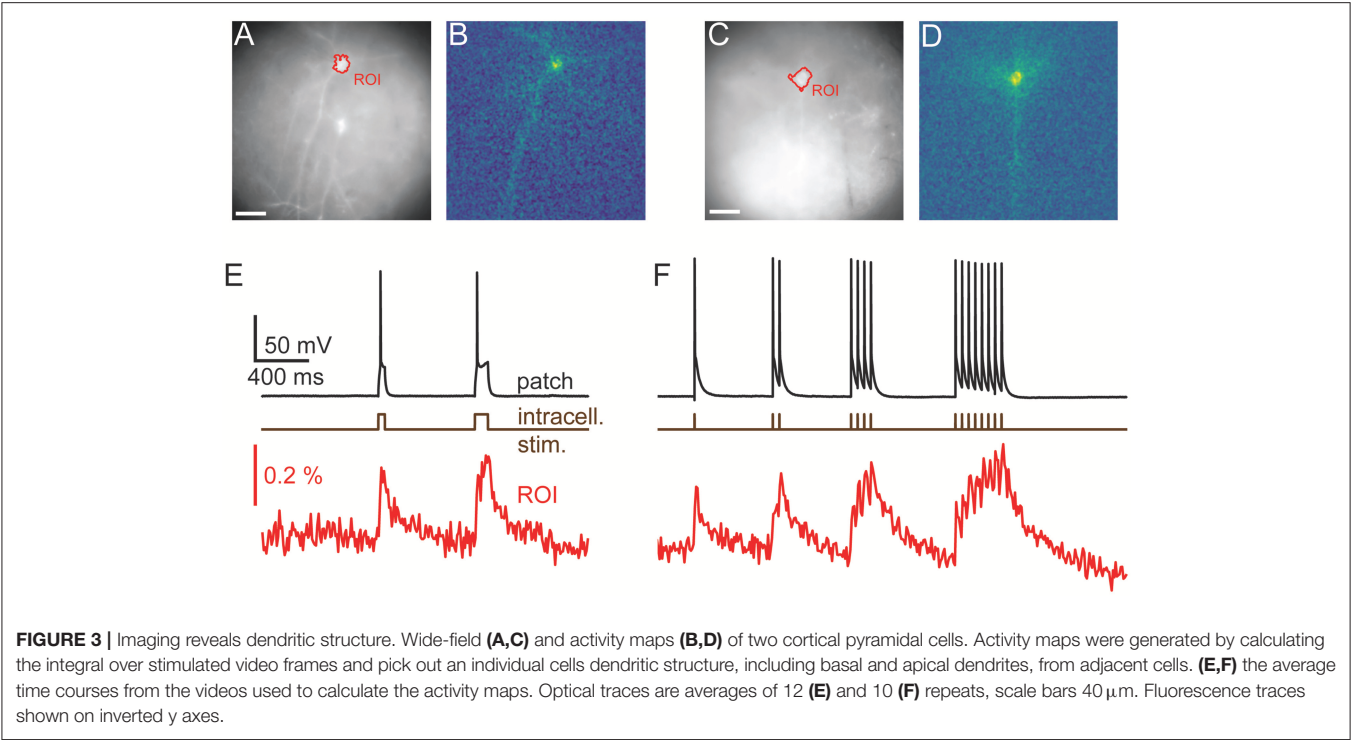 A
B
C
D
ROI
ROI
E
F
50 mV
400 ms
patch
intracell.
stim.
0.2 %
ROI
FIGURE 3 | Imaging reveals dendritic structure. Wide-field (A,C) and activity maps (B,D) of two cortical pyramidal cells. Activity maps were generated by calculating
the integral over stimulated video frames and pick out an individual cells dendritic structure, including basal and apical dendrites, from adjacent cells. (E,F) the average
time courses from the videos used to calculate the activity maps. Optical traces are averages of 12 (E) and 10 (F) repeats, scale bars 40 μm. Fluorescence traces
shown on inverted y axes.